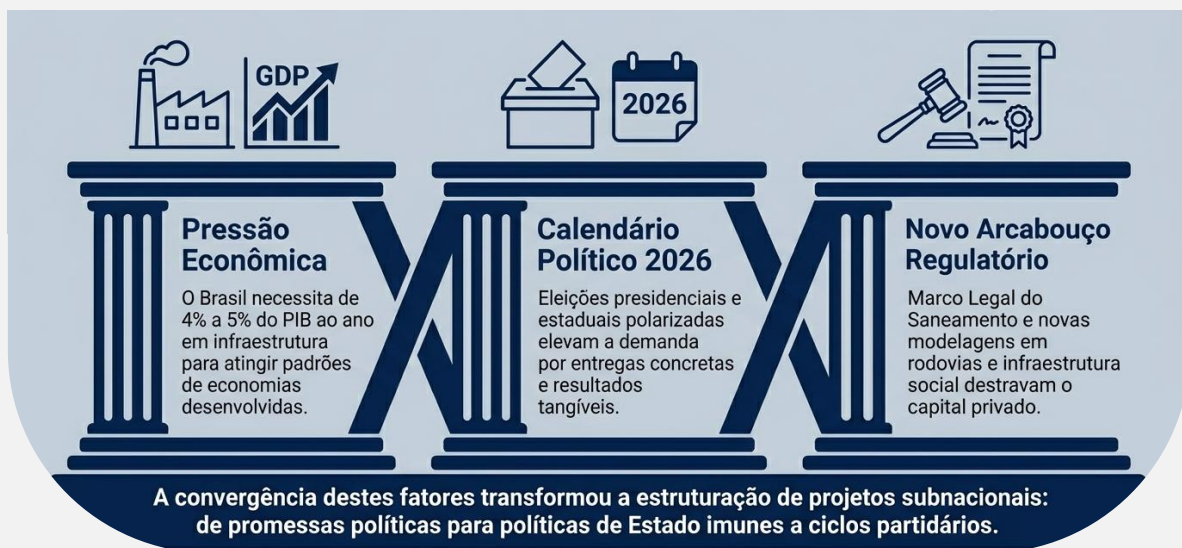 GDP
2026
Pressão
Econômica
O Brasil necessita de
4% a 5% do PIB ao ano
em infraestrutura
para atingir padrões
de economias
desenvolvidas.
Calendário
Político 2026
Eleições presidenciais e
estaduais polarizadas
elevam a demanda
por entregas concretas
e resultados
tangíveis.
Novo Arcabouço
Regulatório
Marco Legal do
Saneamento e novas
modelagens em
rodovias e infraestrutura
social destravam o
capital privado.
A convergência destes fatores transformou a estruturação de projetos subnacionais:
de promessas políticas para políticas de Estado imunes a ciclos partidários.